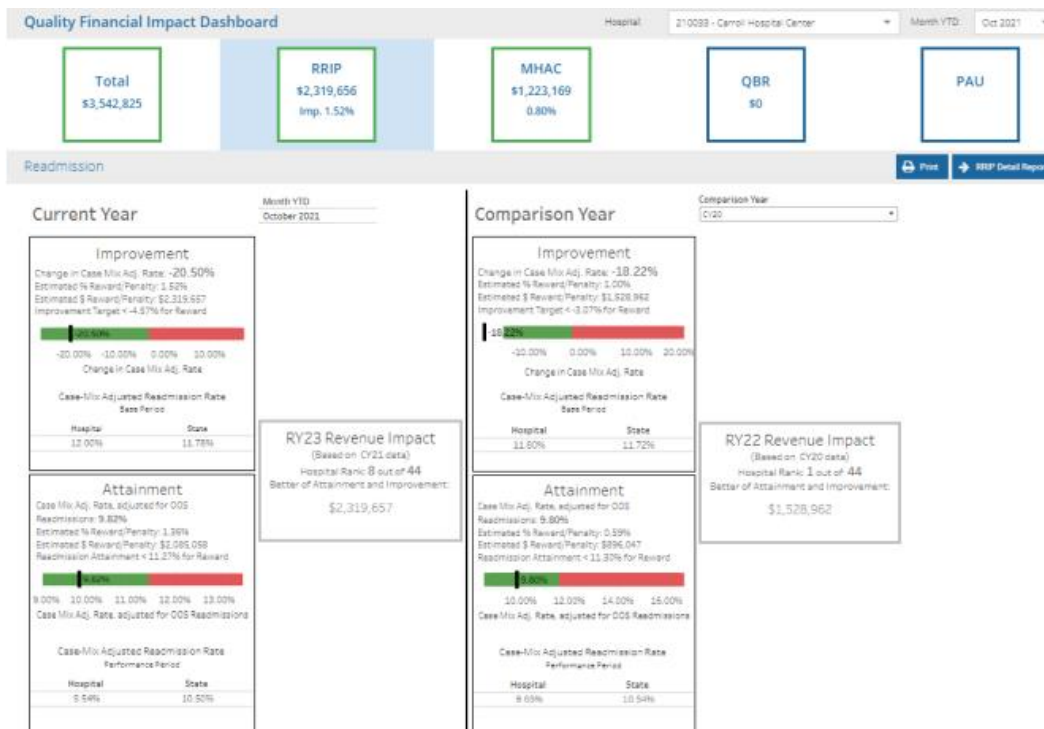 Quality Financial Impact Dashboard
Hospital: 210033 - Carroll Hospital Center
Month YTD: Oct 2021
Total
$3,542,825
RRIP
$2,319,656
Imp. 1.52%
MHAC
$1,223,169
0.80%
QBR
$0
PAU
Readmission
Print
RRIP Detail Repor
Current Year
Month YTD
October 2021
Improvement
Change in Case Mix Adj. Rate: -20.50%
Estimated % Reward/Penalty: 1.52%
Estimated $ Reward/Penalty: $2,319,657
Improvement Target < -4.57% for Reward
-20.50%
-20.00% -10.00% 0.00% 10.00%
Change in Case Mix Adj. Rate
Case-Mix Adjusted Readmission Rate
Base Period
Hospital State
12.00% 11.78%
RY23 Revenue Impact
(Based on CY21 data)
Hospital Rank: 8 out of 44
Better of Attainment and Improvement:
$2,319,657
Attainment
Case Mix Adj. Rate, adjusted for OOS
Readmissions: 9.82%
Estimated % Reward/Penalty: 1.36%
Estimated $ Reward/Penalty: $2,085,058
Readmission Attainment < 11.27% for Reward
9.82%
9.00% 10.00% 11.00% 12.00% 13.00%
Case Mix Adj. Rate, adjusted for OOS Readmissions
Case-Mix Adjusted Readmission Rate
Performance Period
Hospital State
9.54% 10.50%
Comparison Year
Comparison Year
CY20
Improvement
Change in Case Mix Adj. Rate: -18.22%
Estimated % Reward/Penalty: 1.00%
Estimated $ Reward/Penalty: $1,528,962
Improvement Target < -3.07% for Reward
-18.22%
-10.00% 0.00% 10.00% 20.00%
Change in Case Mix Adj. Rate
Case-Mix Adjusted Readmission Rate
Base Period
Hospital State
11.80% 11.72%
RY22 Revenue Impact
(Based on CY20 data)
Hospital Rank: 1 out of 44
Better of Attainment and Improvement:
$1,528,962
Attainment
Case Mix Adj. Rate, adjusted for OOS
Readmissions: 9.80%
Estimated % Reward/Penalty: 0.59%
Estimated $ Reward/Penalty: $896,047
Readmission Attainment < 11.30% for Reward
9.80%
10.00% 12.00% 14.00% 16.00%
Case Mix Adj. Rate, adjusted for OOS Readmissions
Case-Mix Adjusted Readmission Rate
Performance Period
Hospital State
10.54%